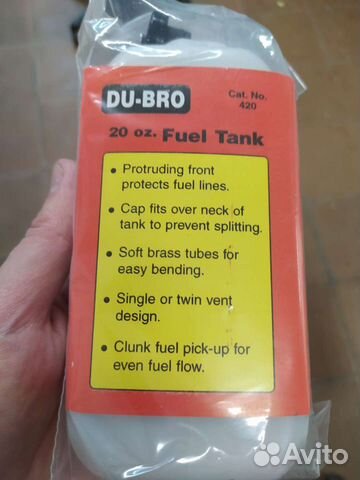 DU-BRO
Cat. No.
420
20 oz. Fuel Tank
• Protruding front
protects fuel lines.
• Cap fits over neck of
tank to prevent splitting.
• Soft brass tubes for
easy bending.
• Single or twin vent
design.
• Clunk fuel pick-up for
even fuel flow.
Avito